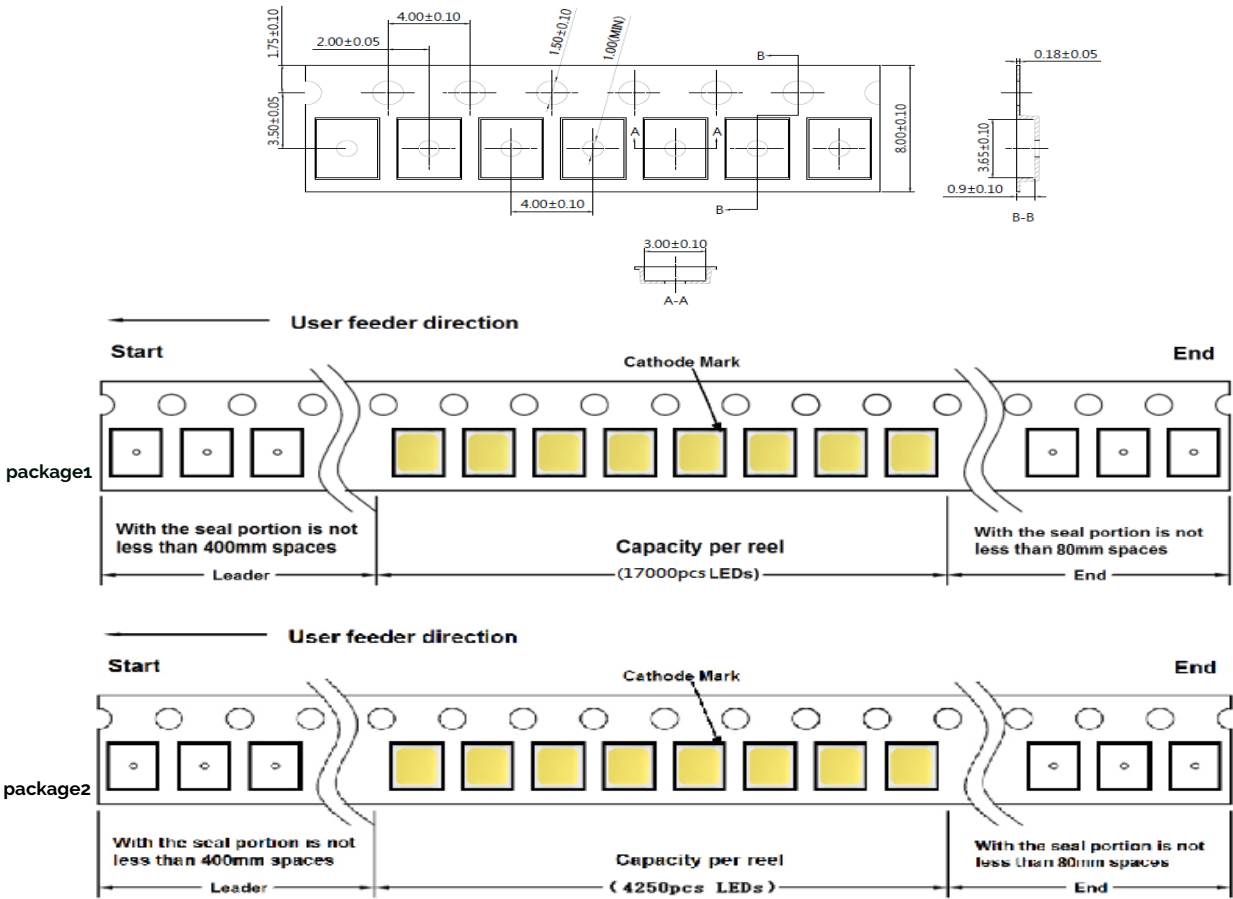 4.00±0.10
2.00±0.05
1.75±0.10
1.50±0.10
1.00(MIN)
B
0.18±0.05
3.50±0.05
A
A
8.00±0.10
3.65±0.10
4.00±0.10
B
0.9±0.10
B-B
3.00±0.10
A-A
User feeder direction
Start
End
Cathode Mark
package1
With the seal portion is not
less than 400mm spaces
Capacity per reel
With the seal portion is not
less than 80mm spaces
Leader
(17000pcs LEDs)
End
User feeder direction
Start
End
Cathode Mark
package2
With the seal portion is not
less than 400mm spaces
Capacity per reel
With the seal portion is not
less than 80mm spaces
Leader
(4250pcs LEDs)
End